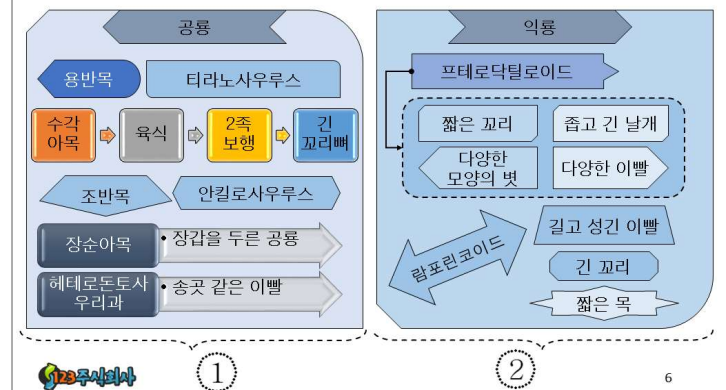 공룡
용반목
티라노사우루스
수각
아목
육식
2족
보행
긴
꼬리뼈
조반목
안킬로사우루스
장순아목
• 장갑을 두른 공룡
헤테로돈토사
우리과
• 송곳 같은 이빨
①
익룡
프테로닥틸로이드
짧은 꼬리
좁고 긴 날개
다양한
모양의 볏
다양한 이빨
람포린코이드
길고 성긴 이빨
긴 꼬리
짧은 목
②
123주식회사
6